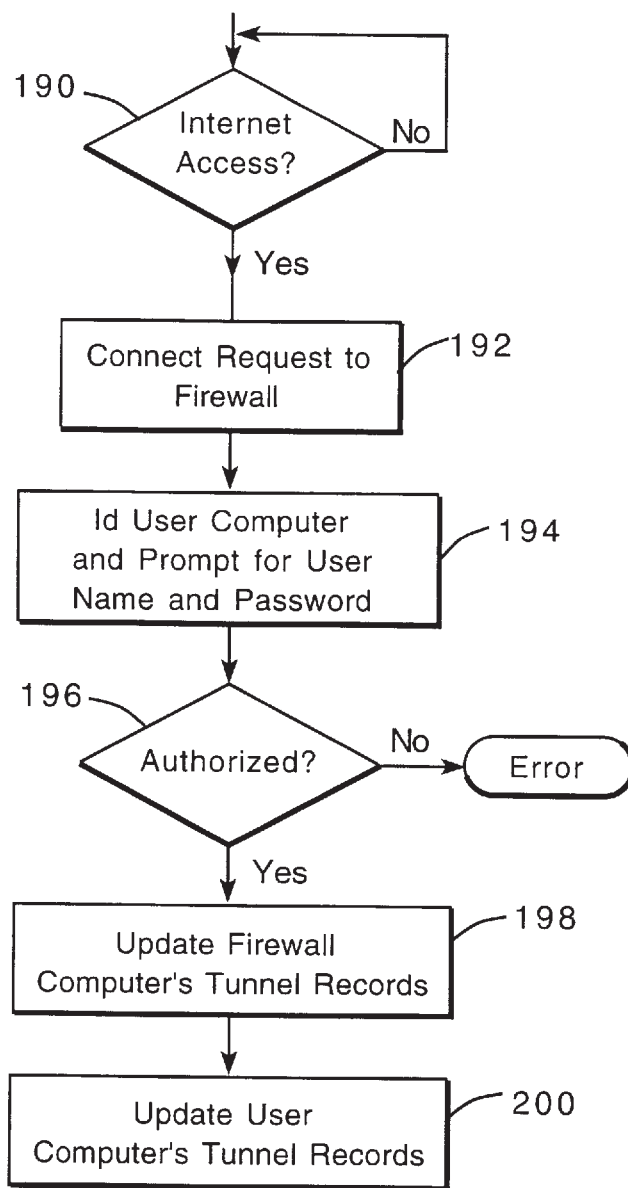 190
Internet
Access?
No
Yes
Connect Request to
Firewall
192
Id User Computer
and Prompt for User
Name and Password
194
196
Authorized?
No
Error
Yes
Update Firewall
Computer's Tunnel Records
198
Update User
Computer's Tunnel Records
200